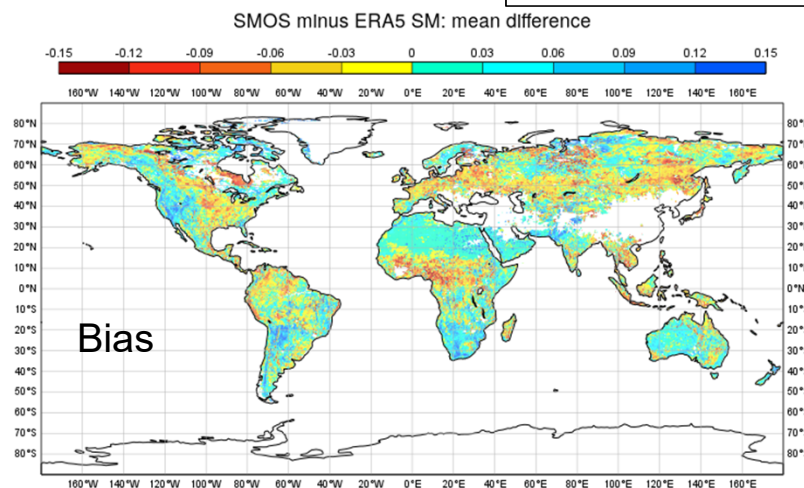 SMOS minus ERA5 SM: mean difference
-0.15 -0.12 -0.09 -0.06 -0.03 0 0.03 0.06 0.09 0.12 0.15
160°W 140°W 120°W 100°W 80°W 60°W 40°W 20°W 0°E 20°E 40°E 60°E 80°E 100°E 120°E 140°E 160°E
80°N 80°
70°N 70°
60°N 60°
50°N 50°
40°N 40°
30°N 30°
20°N 20°
10°N 10°
0°N 0°N
10°S 10°
20°S 20°
Bias
30°S 30°
40°S 40°
50°S 50°
60°S 60°
70°S 70°
80°S 80°
160°W 140°W 120°W 100°W 80°W 60°W 40°W 20°W 0°E 20°E 40°E 60°E 80°E 100°E 120°E 140°E 160°E